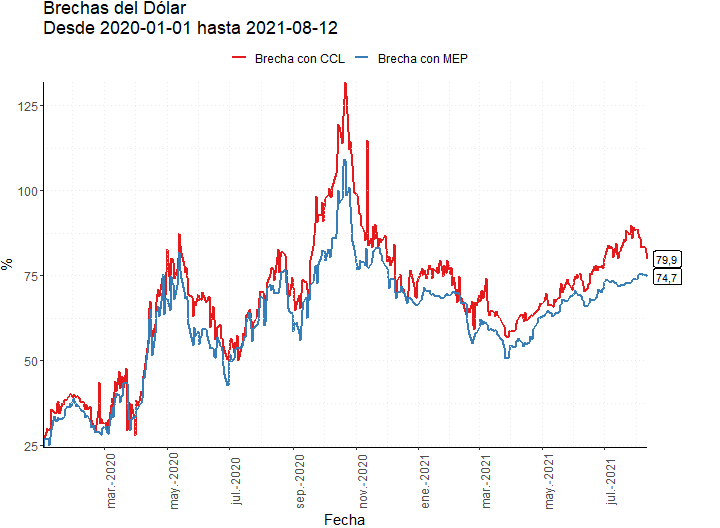 Brechas del Dólar
Desde 2020-01-01 hasta 2021-08-12
Brecha con CCL
Brecha con MEP
%
125
100
75
50
25
79,9
74,7
mar.-2020
may.-2020
jul.-2020
sep.-2020
nov.-2020
ene.-2021
mar.-2021
may.-2021
jul.-2021
Fecha